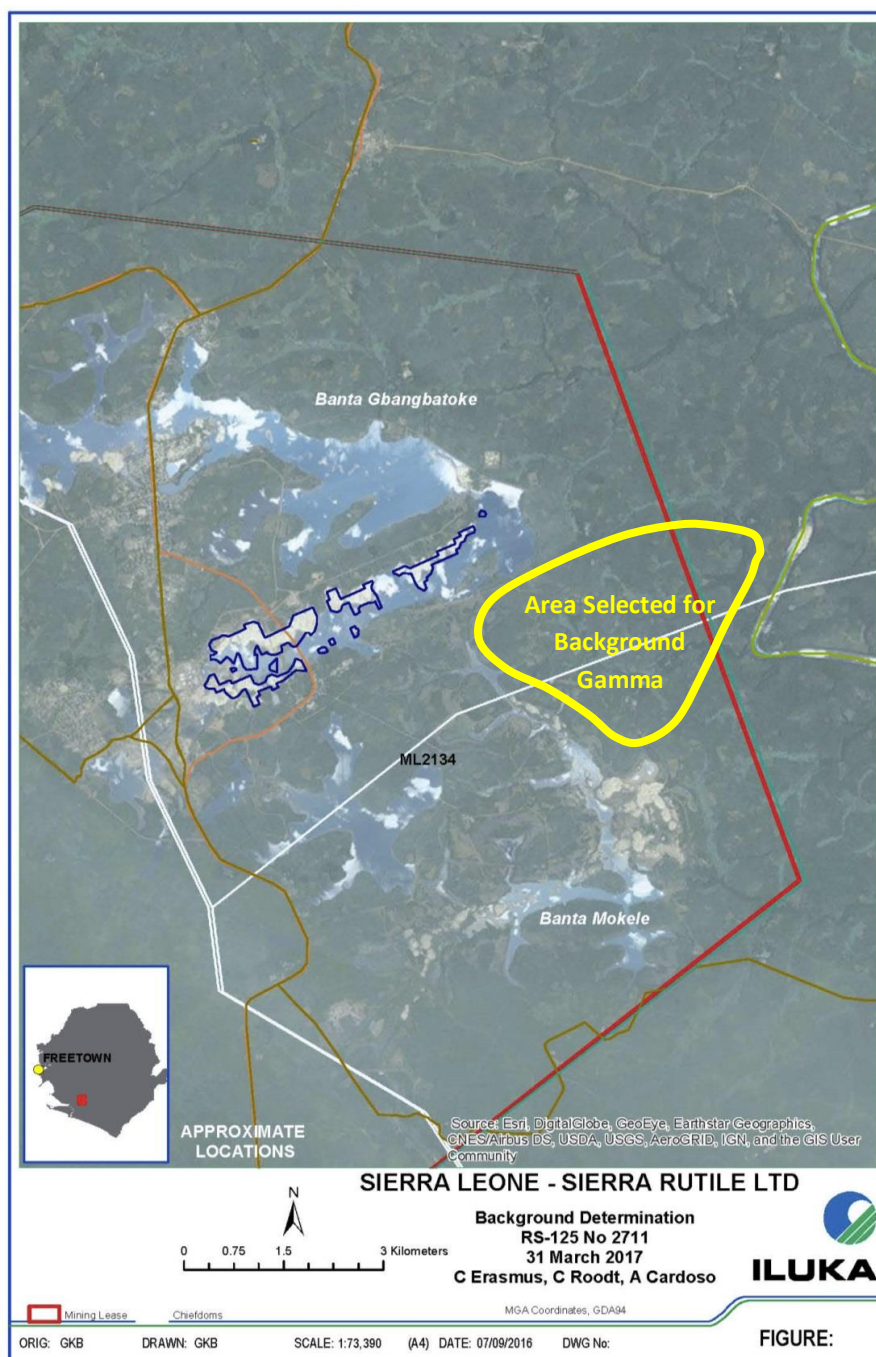 Banta Gbangbatoke
Area Selected for
Background
Gamma
ML2134
Banta Mokele
FREETOWN
APPROXIMATE
LOCATIONS
Source: Esri, DigitalGlobe, GeoEye, Earthstar Geographics,
CNES/Airbus DS, USDA, USGS, AeroGRID, IGN, and the GIS User
Community
SIERRA LEONE - SIERRA RUTILE LTD
N
0 0.75 1.5 3 Kilometers
Background Determination
RS-125 No 2711
31 March 2017
C Erasmus, C Roodt, A Cardoso
ILUKA
Mining Lease Chiefdoms MGA Coordinates, GDA94
ORIG: GKB DRAWN: GKB SCALE: 1:73,390 (A4) DATE: 07/09/2016 DWG No: FIGURE: